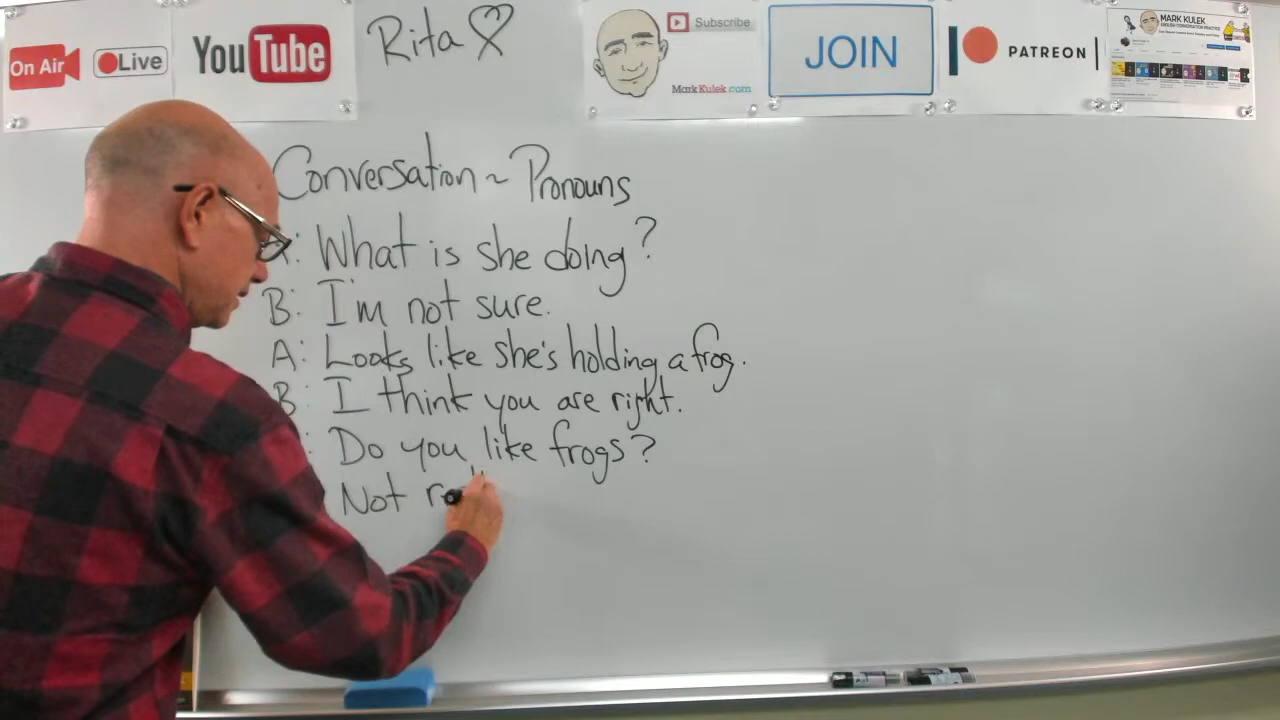 On Air
Live
YouTube
Rita
Subscribe
MarkKulek.com
JOIN
PATREON
MARK KULEK
Conversation ~ Pronouns
: What is she doing?
B: I'm not sure.
A: Looks like she's holding a frog.
B: I think you are right.
: Do you like frogs?
Not